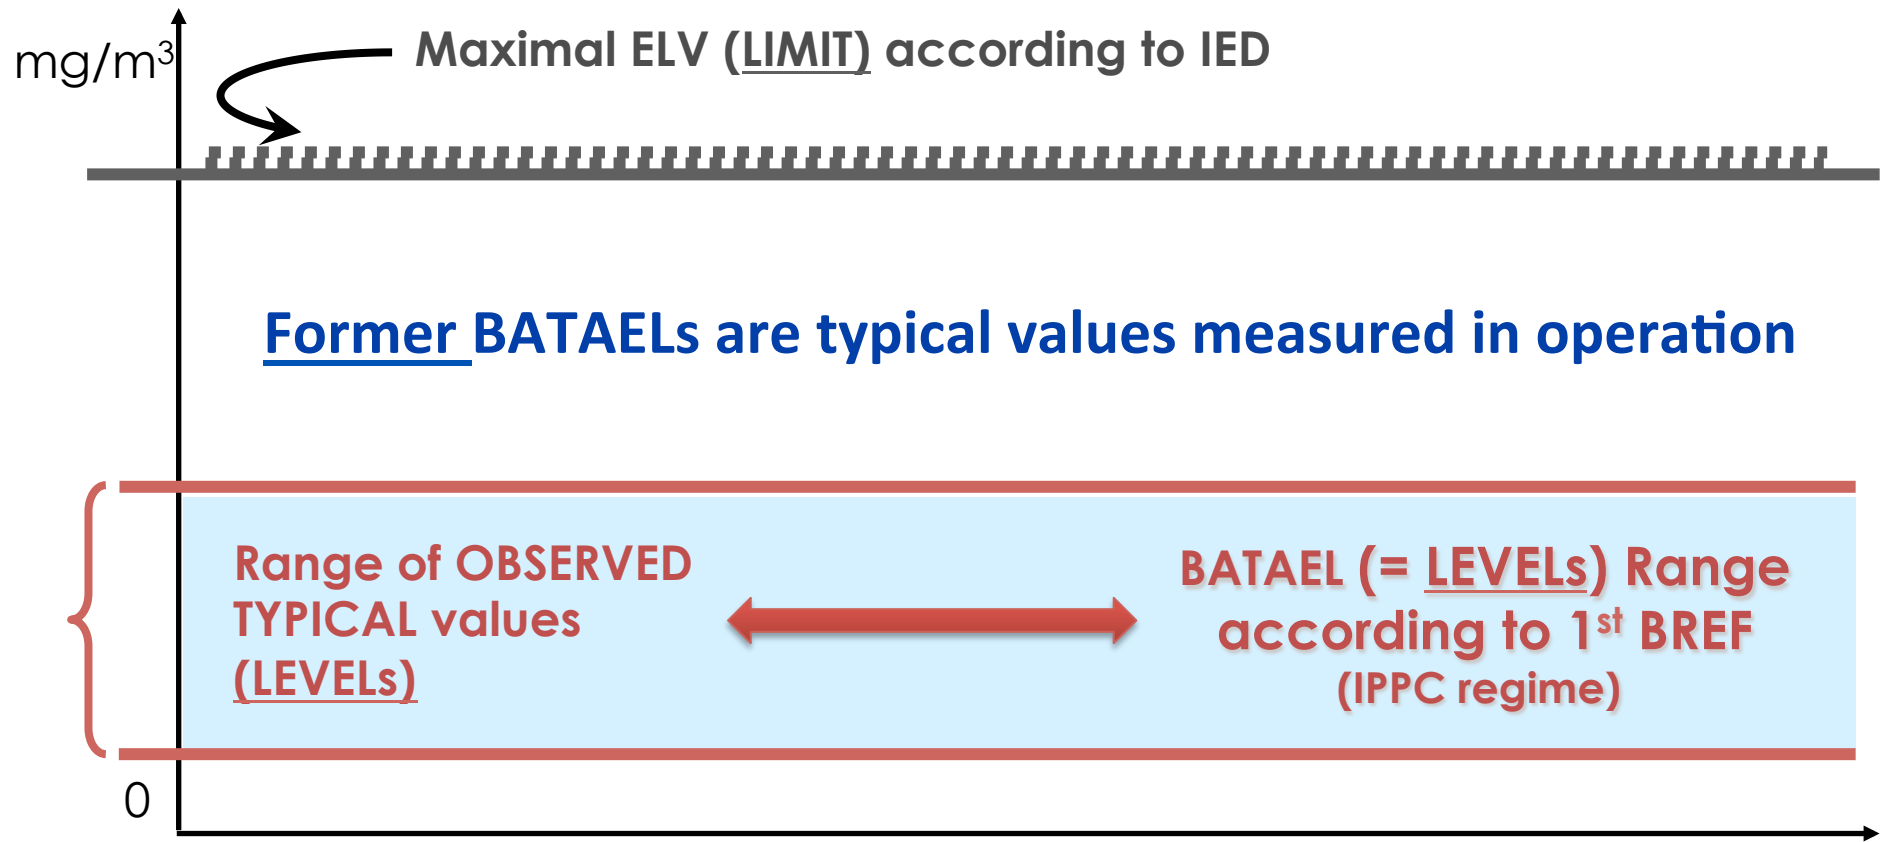 mg/m³
Maximal ELV (LIMIT) according to IED
Former BATAELs are typical values measured in operation
Range of OBSERVED
TYPICAL values
(LEVELs)
BATAEL (= LEVELs) Range
according to 1st BREF
(IPPC regime)
0